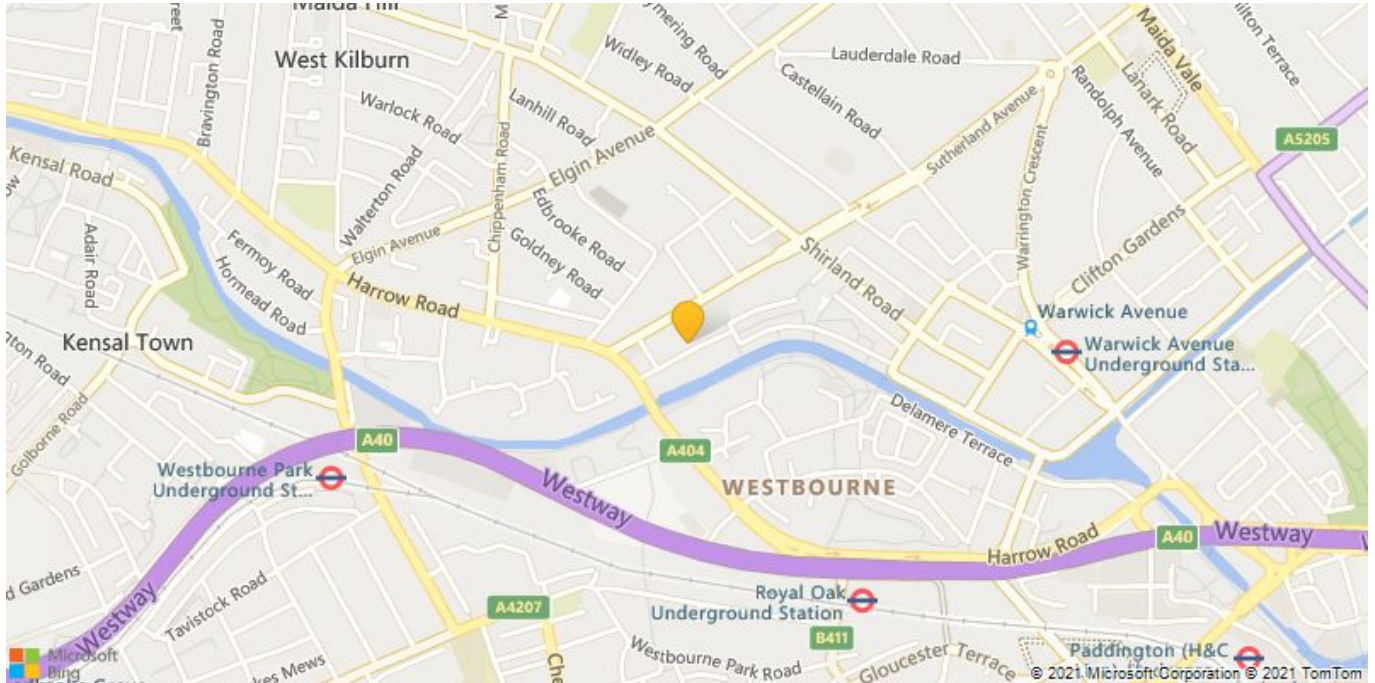 Maida Hill
West Kilburn
Bravington Road
Warlock Road
Lanhill Road
Widley Road
Lauderdale Road
Castellain Road
Maida Vale
Lanark Road
Randolph Avenue
Sutherland Avenue
Warrington Crescent
A5205
Kensal Road
Adair Road
Walterton Road
Chippenham Road
Elgin Avenue
Elgin Avenue
Edbrooke Road
Goldney Road
Fermoy Road
Hormead Road
Harrow Road
Shirland Road
Clifton Gardens
Kensal Town
Warwick Avenue
Warwick Avenue
Underground Sta...
Golborne Road
A40
A404
Delamere Terrace
Westbourne Park
Underground St...
Westway
WESTBOURNE
Harrow Road
A40
Westway
d Gardens
Westway
Tavistock Road
A4207
Royal Oak
Underground Station
B411
Westbourne Park Road
Gloucester Terrace
Paddington (H&C
Microsoft
Bing
© 2021 Microsoft Corporation © 2021 TomTom